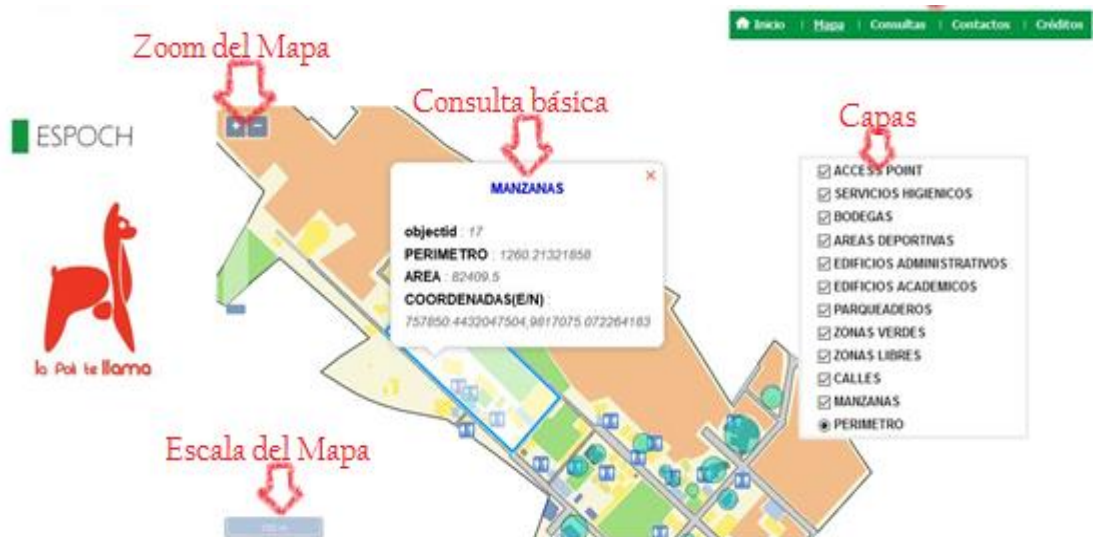 Inicio | Mapa | Consultas | Contactos | Créditos
Zoom del Mapa
Consulta básica
Capas
+ -
ESPOCH
MANZANAS
×
objectid : 17
PERIMETRO : 1260.21321858
AREA : 82409.5
COORDENADAS(E/N) :
757850.4432047504,9817075.072264183
ACCESS POINT
SERVICIOS HIGIENICOS
BODEGAS
AREAS DEPORTIVAS
EDIFICIOS ADMINISTRATIVOS
EDIFICIOS ACADEMICOS
PARQUEADEROS
ZONAS VERDES
ZONAS LIBRES
CALLES
MANZANAS
PERIMETRO
la Poli te llama
Escala del Mapa